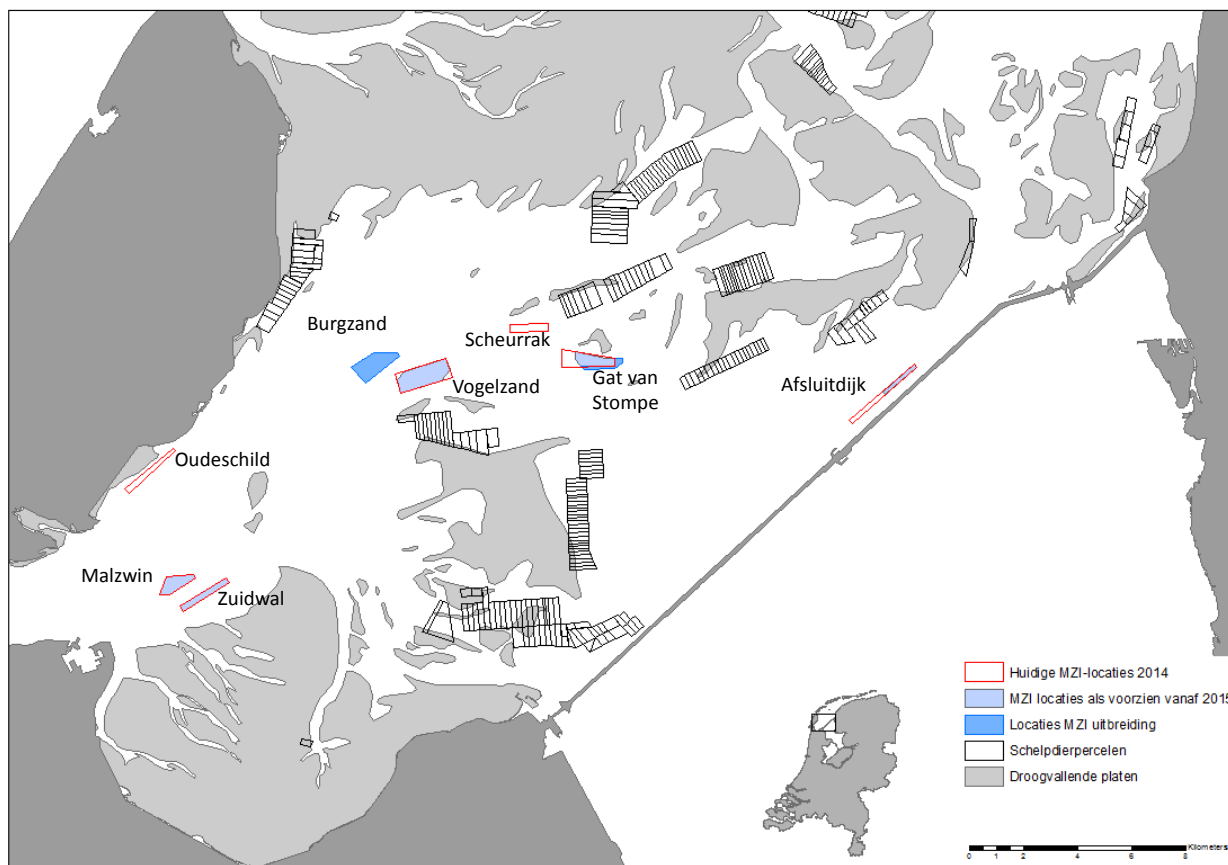 Burgzand
Scheurrak
Vogelzand
Gat van
Stompe
Afsluitdijk
Oudeschild
Malzwin
Zuidwal
Huidige MZI-locaties 2014
MZI locaties als voorzien vanaf 2015
Locaties MZI uitbreiding
Schelpdierpercelen
Droogvallende platen
Kilometers
0 1 2 4 6 8